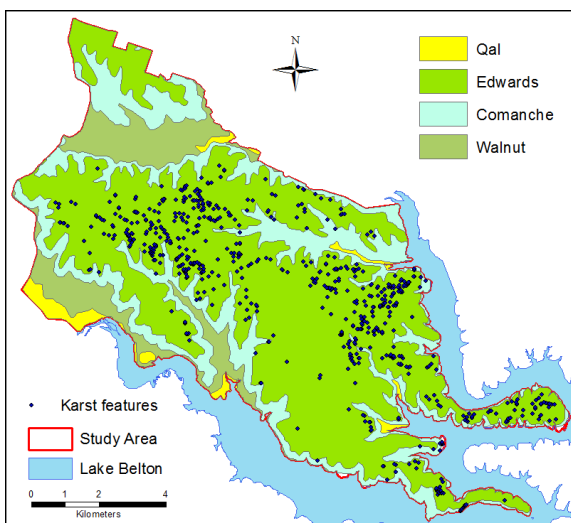 N
Qal
Edwards
Comanche
Walnut
Karst features
Study Area
Lake Belton
0 1 2 4
Kilometers